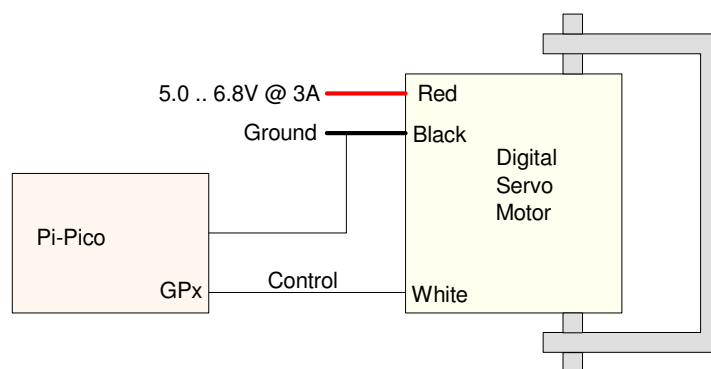 5.0 .. 6.8V @ 3A
Red
Ground
Black
Digital
Servo
Motor
Pi-Pico
GPx
Control
White